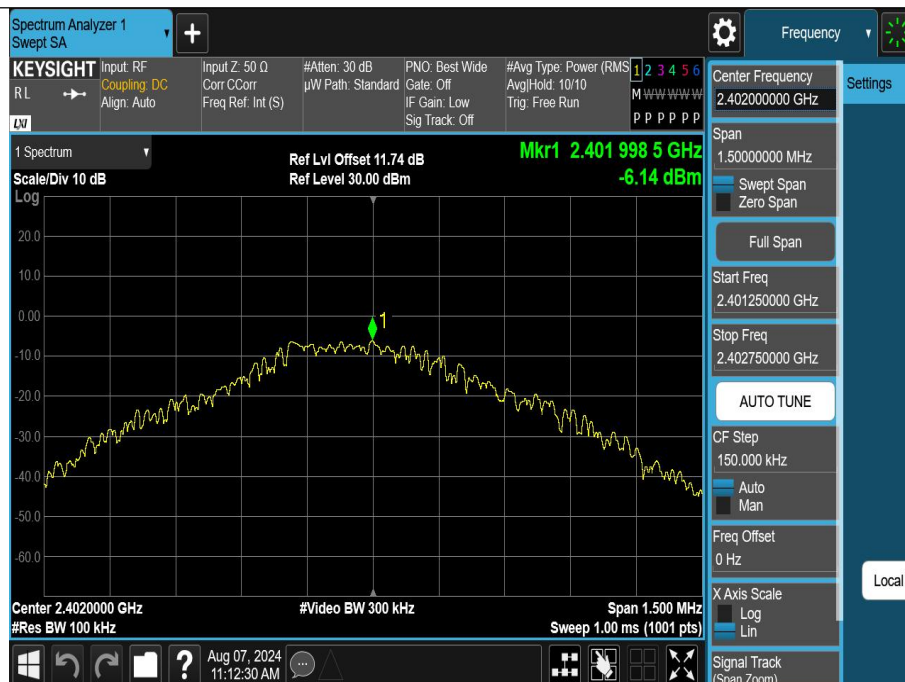 Spectrum Analyzer 1
Swept SA
Frequency
KEYSIGHT
RL
LXI
Input: RF
Coupling: DC
Align: Auto
Input Z: 50 Ω
Corr CCorr
Freq Ref: Int (S)
#Atten: 30 dB
µW Path: Standard
PNO: Best Wide
Gate: Off
IF Gain: Low
Sig Track: Off
#Avg Type: Power (RMS
Avg|Hold: 10/10
Trig: Free Run
1 2 3 4 5 6
M W W W W W
P P P P P P
1 Spectrum
Scale/Div 10 dB
Log
Ref Lvl Offset 11.74 dB
Ref Level 30.00 dBm
Mkr1 2.401 998 5 GHz
-6.14 dBm
20.0
10.0
0.00
-10.0
-20.0
-30.0
-40.0
-50.0
-60.0
1
Center 2.4020000 GHz
#Res BW 100 kHz
#Video BW 300 kHz
Span 1.500 MHz
Sweep 1.00 ms (1001 pts)
Aug 07, 2024
11:12:30 AM
Center Frequency
2.402000000 GHz
Span
1.50000000 MHz
Swept Span
Zero Span
Full Span
Start Freq
2.401250000 GHz
Stop Freq
2.402750000 GHz
AUTO TUNE
CF Step
150.000 kHz
Auto
Man
Freq Offset
0 Hz
X Axis Scale
Log
Lin
Signal Track
(Span Zoom)
Settings
Local